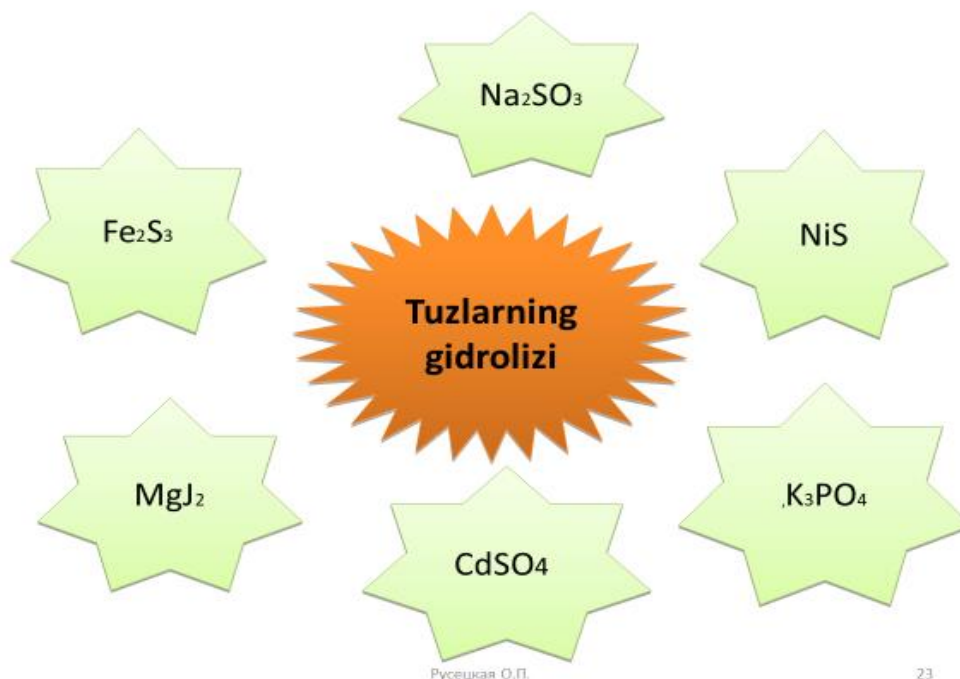 Na₂SO₃
Fe₂S₃
NiS
Tuzlarning
gidrolizi
MgJ₂
,K₃PO₄
CdSO₄
Русецкая О.П.
23